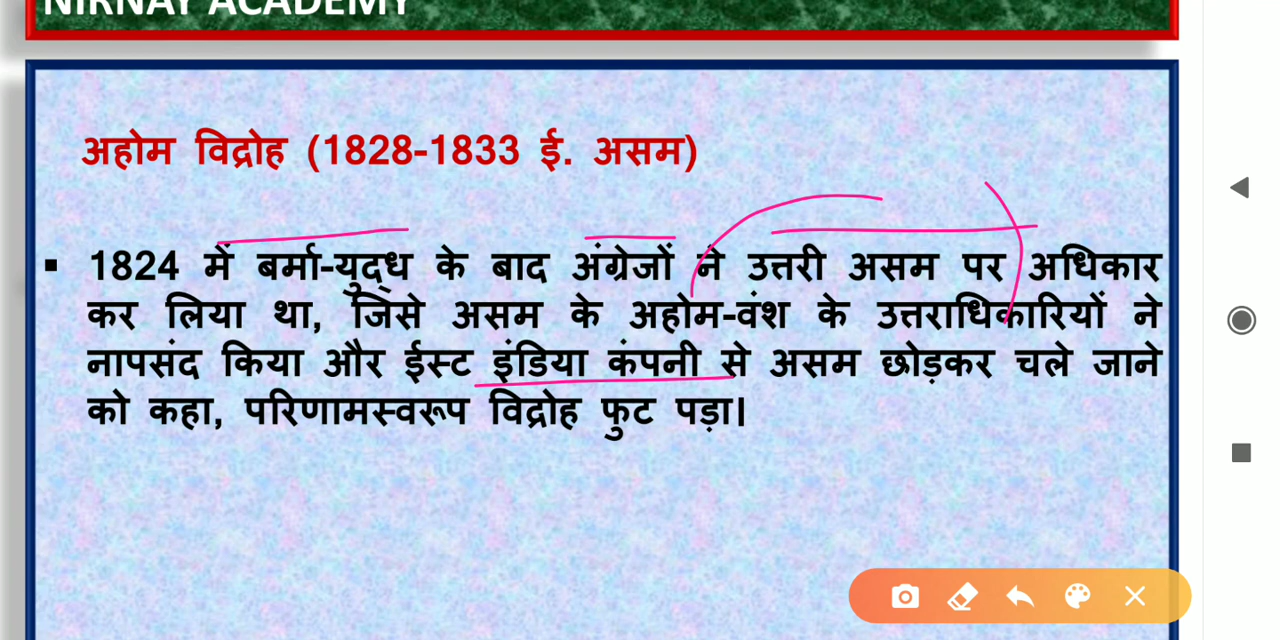 NIRNAY ACADEMY
अहोम विद्रोह (1828-1833 ई. असम)
▪ 1824 में बर्मा-युद्ध के बाद अंग्रेजों ने उत्तरी असम पर अधिकार
कर लिया था, जिसे असम के अहोम-वंश के उत्तराधिकारियों ने
नापसंद किया और ईस्ट इंडिया कंपनी से असम छोड़कर चले जाने
को कहा, परिणामस्वरूप विद्रोह फुट पड़ा।